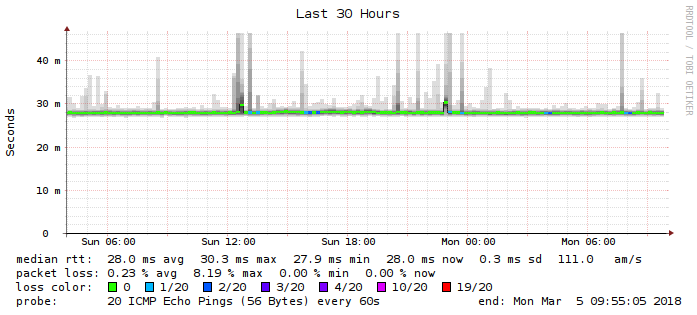 Last 30 Hours
RRDTOOL / TOBI OETIKER
Seconds
40 m
30 m
20 m
10 m
0
Sun 06:00 Sun 12:00 Sun 18:00 Mon 00:00 Mon 06:00
median rtt: 28.0 ms avg 30.3 ms max 27.9 ms min 28.0 ms now 0.3 ms sd 111.0 am/s
packet loss: 0.23 % avg 8.19 % max 0.00 % min 0.00 % now
loss color: 0 1/20 2/20 3/20 4/20 10/20 19/20
probe: 20 ICMP Echo Pings (56 Bytes) every 60s end: Mon Mar 5 09:55:05 2018